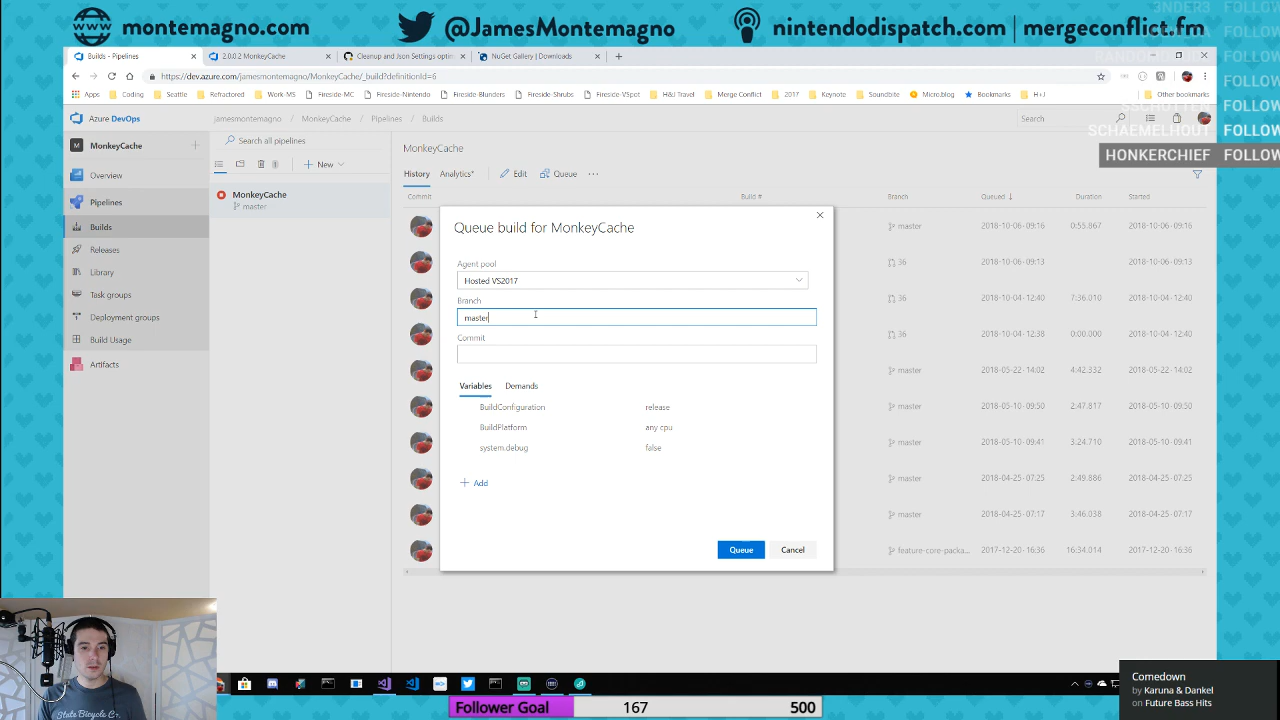 montemagno.com
@JamesMontemagno
nintendodispatch.com | mergeconflict.fm
3NDER3 FOLLOW
FOLLOW
FOLLOW
FOLLOW
SSCHOTTEN FOLLOW
SCHAEMELHOUT FOLLOW
HONKERCHIEF FOLLOW
Builds - Pipelines
2.0.0.2 MonkeyCache
Cleanup and Json Settings optim
NuGet Gallery | Downloads
https://dev.azure.com/jamesmontemagno/MonkeyCache/_build?definitionId=6
Apps Coding Seattle Refractored Work-MS Fireside-MC Fireside-Nintendo Fireside-Blunders Fireside-Shrubs Fireside-VSpot H&J Travel Merge Conflict 2017 Keynote Soundbite Micro.blog Bookmarks H+J Other bookmarks
Azure DevOps
jamesmontemagno / MonkeyCache / Pipelines / Builds
Search
M MonkeyCache
Overview
Pipelines
Builds
Releases
Library
Task groups
Deployment groups
Build Usage
Artifacts
Search all pipelines
New
MonkeyCache
master
MonkeyCache
History Analytics* Edit Queue ...
Commit Build # Branch Queued Duration Started
master 2018-10-06 09:16 0:55.867 2018-10-06 09:16
36 2018-10-06 09:13 2018-10-06 09:13
36 2018-10-04 12:40 7:36.010 2018-10-04 12:40
36 2018-10-04 12:38 0:00.000 2018-10-04 12:38
master 2018-05-22 14:02 4:42.332 2018-05-22 14:02
master 2018-05-10 09:50 2:47.817 2018-05-10 09:50
master 2018-05-10 09:41 3:24.710 2018-05-10 09:41
master 2018-04-25 07:25 2:49.886 2018-04-25 07:25
master 2018-04-25 07:17 3:46.038 2018-04-25 07:17
feature-core-packa... 2017-12-20 16:36 16:34.014 2017-12-20 16:36
Queue build for MonkeyCache
Agent pool
Hosted VS2017
Branch
master
Commit
Variables Demands
BuildConfiguration release
BuildPlatform any cpu
system.debug false
Add
Queue Cancel
State Bicycle C
Follower Goal 167 500
Comedown
by Karuna & Dankel
on Future Bass Hits